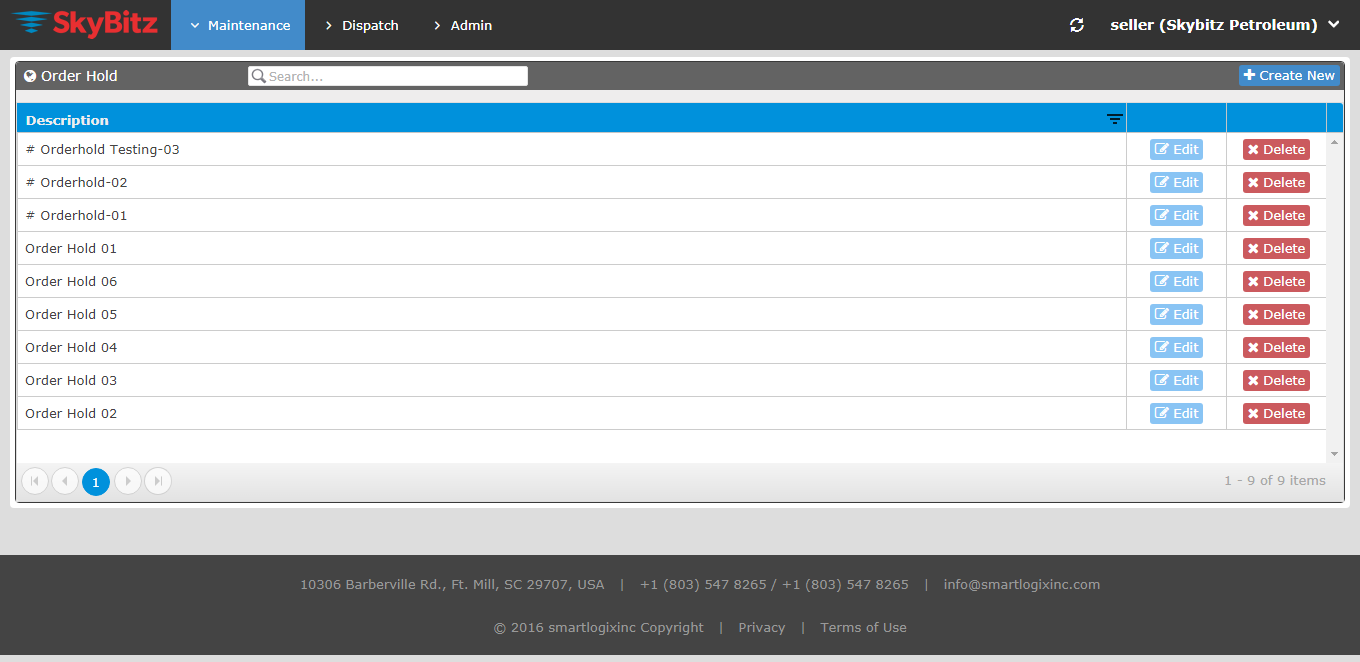 SkyBitz Maintenance Dispatch Admin seller (Skybitz Petroleum)
Order Hold Search... Create New
Description
# Orderhold Testing-03 Edit Delete
# Orderhold-02 Edit Delete
# Orderhold-01 Edit Delete
Order Hold 01 Edit Delete
Order Hold 06 Edit Delete
Order Hold 05 Edit Delete
Order Hold 04 Edit Delete
Order Hold 03 Edit Delete
Order Hold 02 Edit Delete
1 1 - 9 of 9 items
10306 Barberville Rd., Ft. Mill, SC 29707, USA | +1 (803) 547 8265 / +1 (803) 547 8265 | info@smartlogixinc.com
© 2016 smartlogixinc Copyright | Privacy | Terms of Use